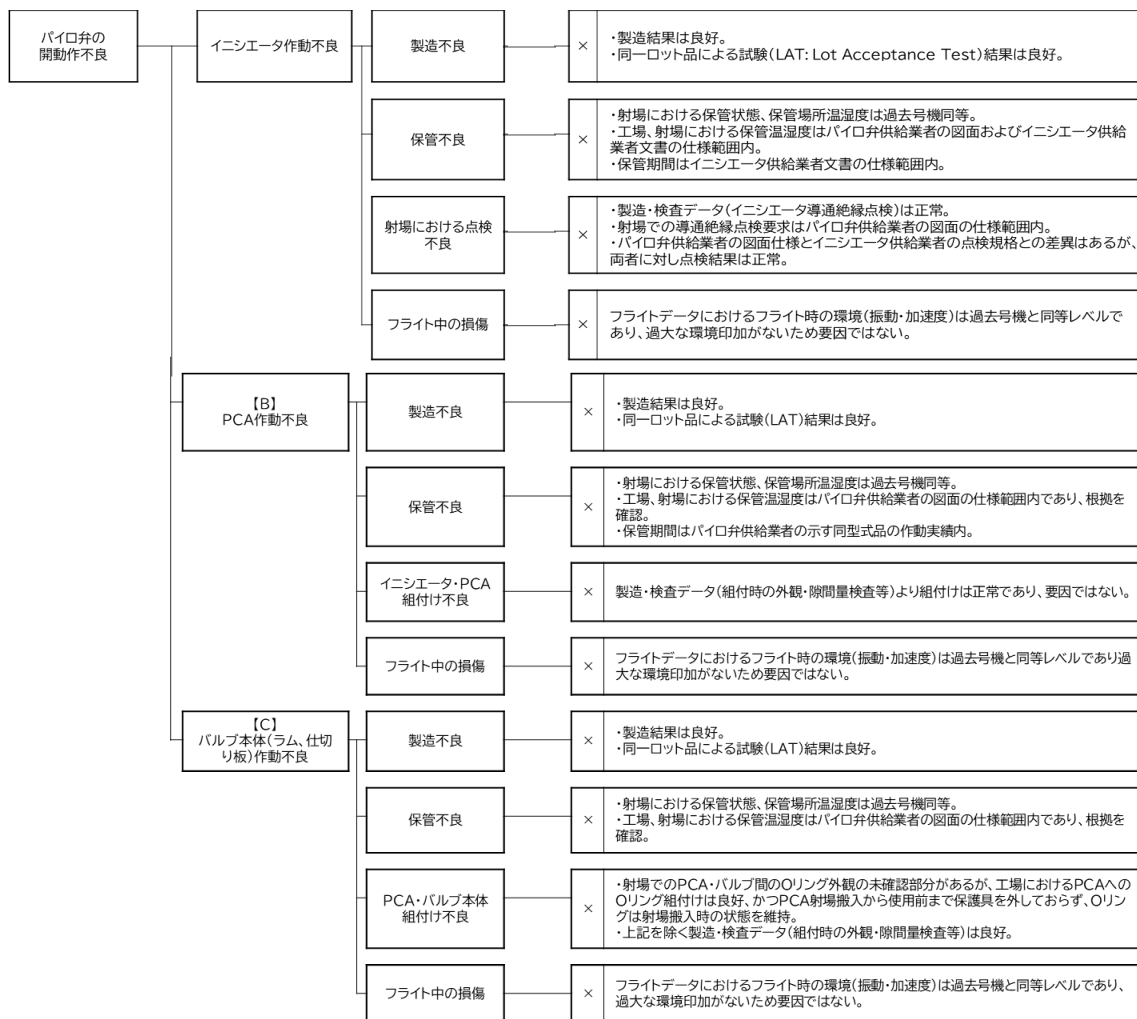 パイロ弁の
開動作不良
イニシエータ作動不良
製造不良
×
・製造結果は良好。
・同一ロット品による試験(LAT: Lot Acceptance Test)結果は良好。
保管不良
×
・射場における保管状態、保管場所温湿度は過去号機同等。
・工場、射場における保管温湿度はパイロ弁供給業者の図面およびイニシエータ供給
業者文書の仕様範囲内。
・保管期間はイニシエータ供給業者文書の仕様範囲内。
射場における点検
不良
×
・製造・検査データ(イニシエータ導通絶縁点検)は正常。
・射場での導通絶縁点検要求はパイロ弁供給業者の図面の仕様範囲内。
・パイロ弁供給業者の図面仕様とイニシエータ供給業者の点検規格との差異はあるが、
両者に対し点検結果は正常。
フライト中の損傷
×
フライトデータにおけるフライト時の環境(振動・加速度)は過去号機と同等レベルで
あり、過大な環境印加がないため要因ではない。
【B】
PCA作動不良
製造不良
×
・製造結果は良好。
・同一ロット品による試験(LAT)結果は良好。
保管不良
×
・射場における保管状態、保管場所温湿度は過去号機同等。
・工場、射場における保管温湿度はパイロ弁供給業者の図面の仕様範囲内であり、根拠を
確認。
・保管期間はパイロ弁供給業者の示す同型式品の作動実績内。
イニシエータ・PCA
組付け不良
×
製造・検査データ(組付時の外観・隙間量検査等)より組付けは正常であり、要因ではない。
フライト中の損傷
×
フライトデータにおけるフライト時の環境(振動・加速度)は過去号機と同等レベルであり過
大な環境印加がないため要因ではない。
【C】
バルブ本体(ラム、仕切
り板)作動不良
製造不良
×
・製造結果は良好。
・同一ロット品による試験(LAT)結果は良好。
保管不良
×
・射場における保管状態、保管場所温湿度は過去号機同等。
・工場、射場における保管温湿度はパイロ弁供給業者の図面の仕様範囲内であり、根拠を
確認。
PCA・バルブ本体
組付け不良
×
・射場でのPCA・バルブ間のOリング外観の未確認部分があるが、工場におけるPCAへの
Oリング組付けは良好、かつPCA射場搬入から使用前まで保護具を外しておらず、Oリン
グは射場搬入時の状態を維持。
・上記を除く製造・検査データ(組付時の外観・隙間量検査等)は良好。
フライト中の損傷
×
フライトデータにおけるフライト時の環境(振動・加速度)は過去号機と同等レベルであり、
過大な環境印加がないため要因ではない。